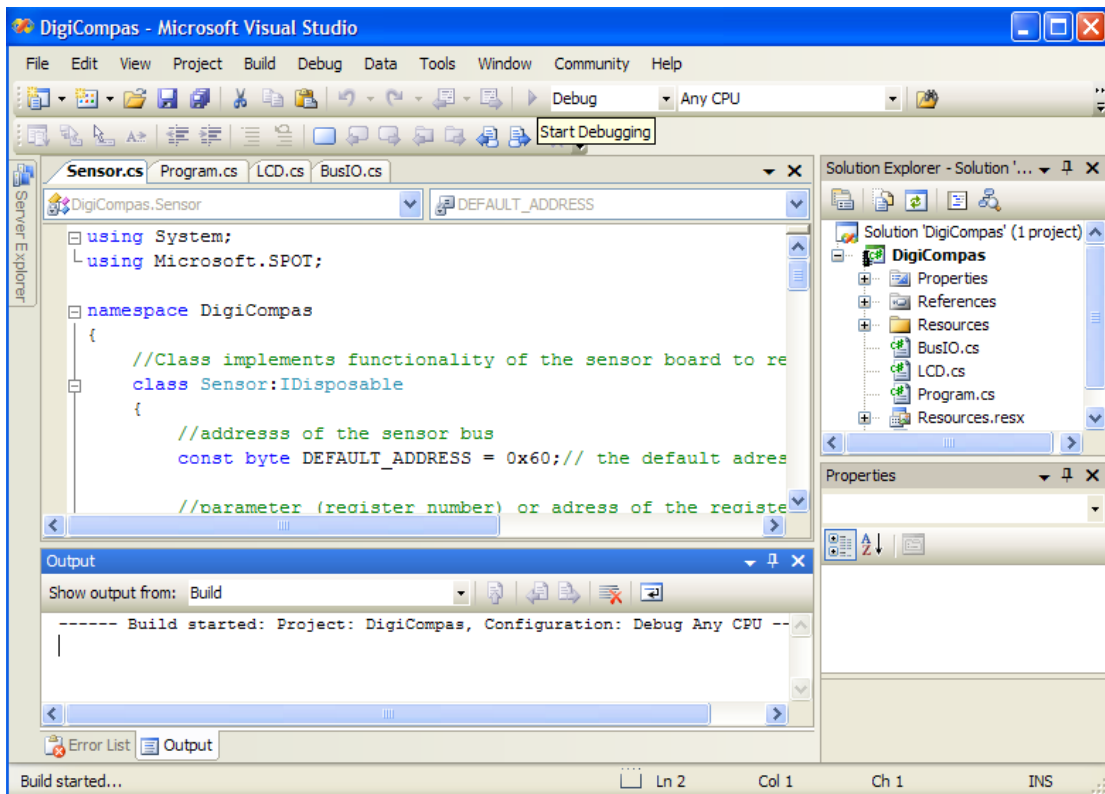 DigiCompas - Microsoft Visual Studio
File Edit View Project Build Debug Data Tools Window Community Help
Debug Any CPU
Start Debugging
Server Explorer
Sensor.cs Program.cs LCD.cs BusIO.cs
DigiCompas.Sensor DEFAULT_ADDRESS
using System;
using Microsoft.SPOT;
namespace DigiCompas
{
//Class implements functionality of the sensor board to re
class Sensor:IDisposable
{
//addresss of the sensor bus
const byte DEFAULT_ADDRESS = 0x60;// the default adres
//parameter (register number) or adress of the registe
Output
Show output from: Build
------ Build started: Project: DigiCompas, Configuration: Debug Any CPU --
Error List Output
Solution Explorer - Solution '...
Solution 'DigiCompas' (1 project)
DigiCompas
Properties
References
Resources
BusIO.cs
LCD.cs
Program.cs
Resources.resx
Properties
Build started... Ln 2 Col 1 Ch 1 INS